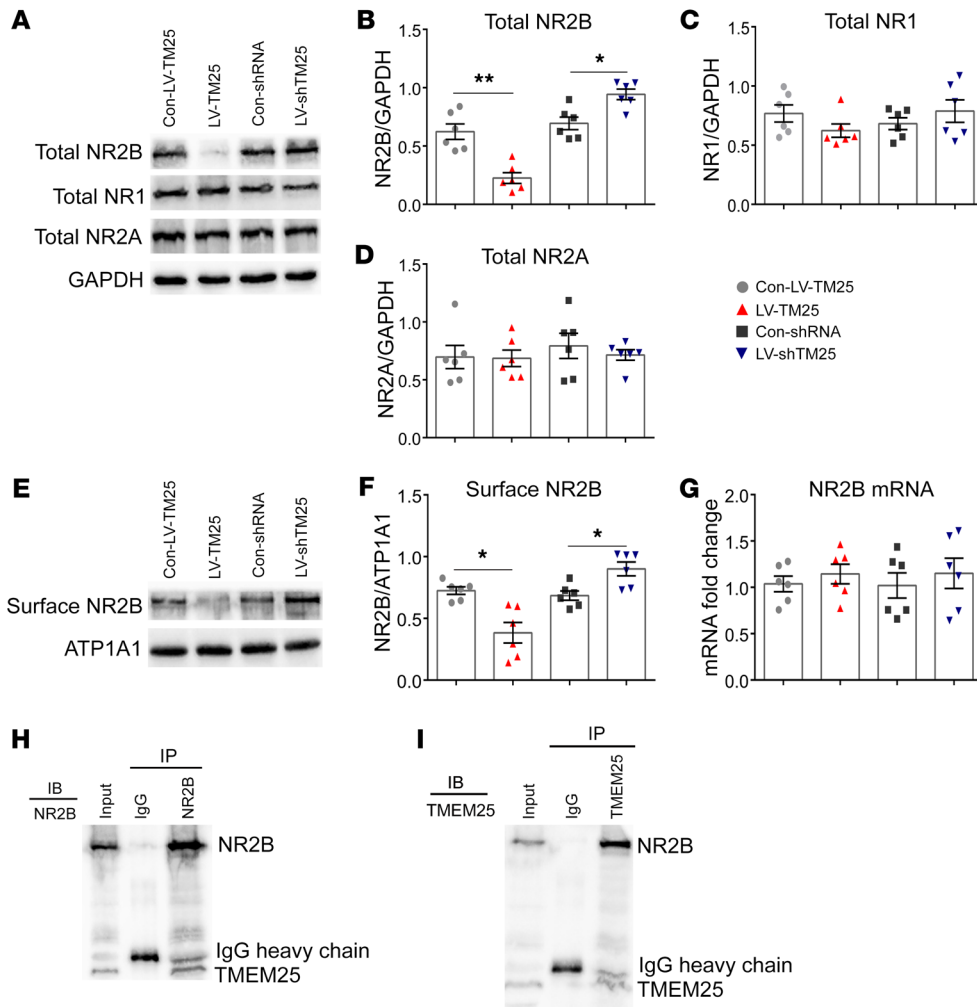 A
Con-LV-TM25
LV-TM25
Con-shRNA
LV-shTM25
Total NR2B
Total NR1
Total NR2A
GAPDH
B
Total NR2B
NR2B/GAPDH
1.5
1.0
0.5
0.0
**
*
C
Total NR1
NR1/GAPDH
1.5
1.0
0.5
0.0
D
Total NR2A
NR2A/GAPDH
1.5
1.0
0.5
0.0
Con-LV-TM25
LV-TM25
Con-shRNA
LV-shTM25
E
Con-LV-TM25
LV-TM25
Con-shRNA
LV-shTM25
Surface NR2B
ATP1A1
F
Surface NR2B
NR2B/ATP1A1
1.5
1.0
0.5
0.0
*
*
G
NR2B mRNA
mRNA fold change
2.0
1.5
1.0
0.5
0.0
H
IP
IB
NR2B
Input
IgG
NR2B
NR2B
IgG heavy chain
TMEM25
I
IP
IB
TMEM25
Input
IgG
TMEM25
NR2B
IgG heavy chain
TMEM25